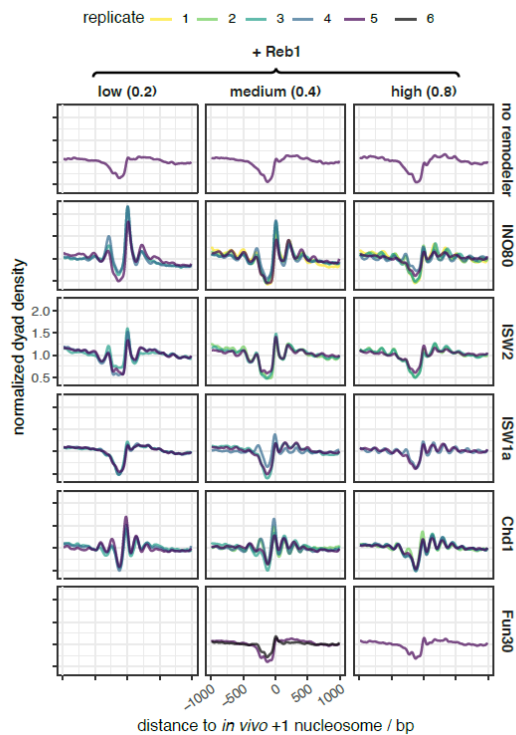 replicate 1 2 3 4 5 6
+ Reb1
low (0.2) medium (0.4) high (0.8)
no remodeler
INO80
normalized dyad density
2.0
1.5
1.0
0.5
ISW2
ISW1a
Chd1
Fun30
-1000 -500 0 500 1000
distance to in vivo +1 nucleosome / bp